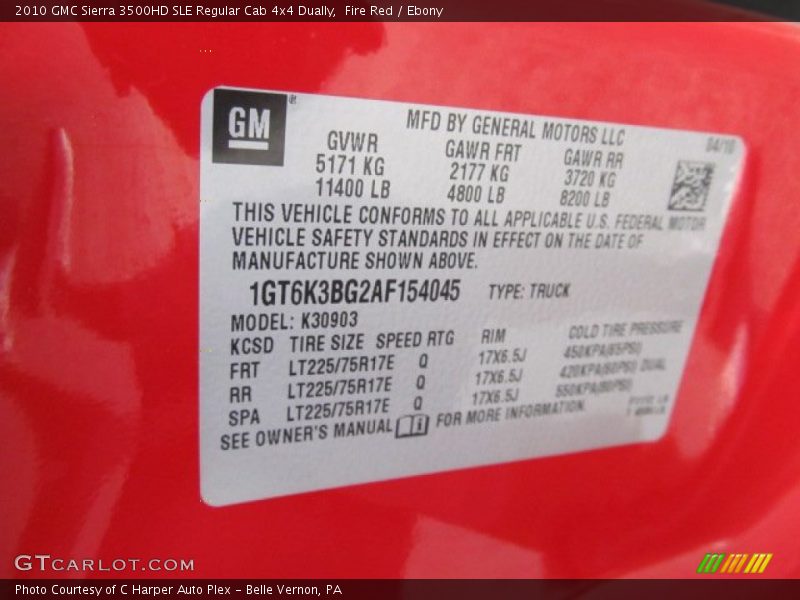 2010 GMC Sierra 3500HD SLE Regular Cab 4x4 Dually,  Fire Red / Ebony
GM®
MFD BY GENERAL MOTORS LLC
04/10
GVWR GAWR FRT GAWR RR
5171 KG 2177 KG 3720 KG
11400 LB 4800 LB 8200 LB
THIS VEHICLE CONFORMS TO ALL APPLICABLE U.S. FEDERAL MOTOR
VEHICLE SAFETY STANDARDS IN EFFECT ON THE DATE OF
MANUFACTURE SHOWN ABOVE.
1GT6K3BG2AF154045 TYPE: TRUCK
MODEL: K30903
KCSD TIRE SIZE SPEED RTG RIM COLD TIRE PRESSURE
FRT LT225/75R17E Q 17X6.5J 450KPA(65PSI)
RR LT225/75R17E Q 17X6.5J 420KPA(60PSI) DUAL
SPA LT225/75R17E Q 17X6.5J 550KPA(80PSI)
SEE OWNER'S MANUAL FOR MORE INFORMATION
GTCARLOT.COM
Photo Courtesy of C Harper Auto Plex - Belle Vernon, PA